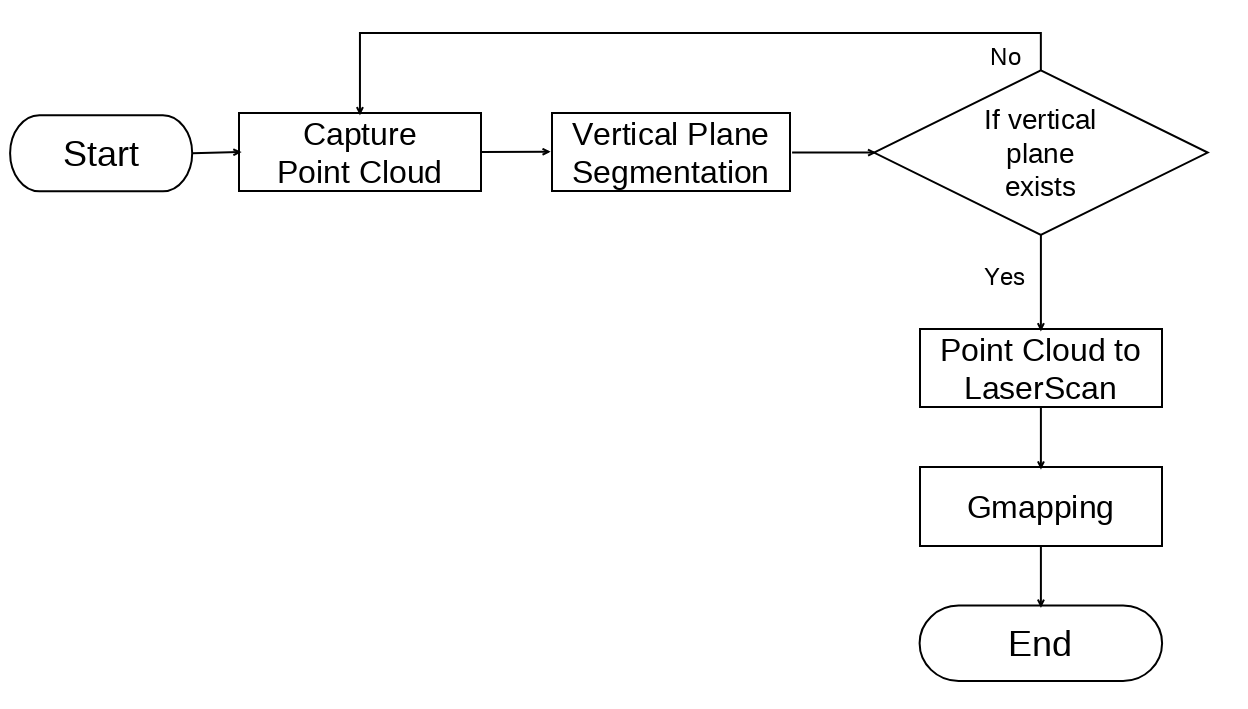 No
Start
Capture
Point Cloud
Vertical Plane
Segmentation
If vertical
plane
exists
Yes
Point Cloud to
LaserScan
Gmapping
End